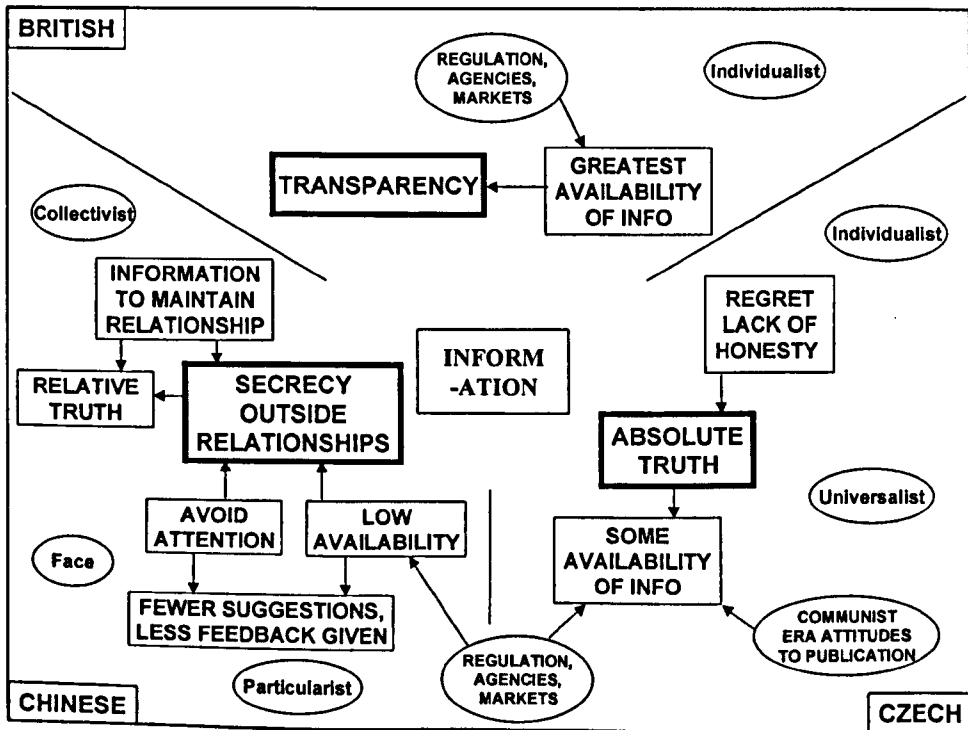 BRITISH
REGULATION,
AGENCIES,
MARKETS
Individualist
TRANSPARENCY
GREATEST
AVAILABILITY
OF INFO
Collectivist
Individualist
INFORMATION
TO MAINTAIN
RELATIONSHIP
REGRET
LACK OF
HONESTY
RELATIVE
TRUTH
SECRECY
OUTSIDE
RELATIONSHIPS
INFORM
-ATION
ABSOLUTE
TRUTH
Universalist
AVOID
ATTENTION
LOW
AVAILABILITY
SOME
AVAILABILITY
OF INFO
Face
FEWER SUGGESTIONS,
LESS FEEDBACK GIVEN
COMMUNIST
ERA ATTITUDES
TO PUBLICATION
REGULATION,
AGENCIES,
MARKETS
Particularist
CHINESE
CZECH